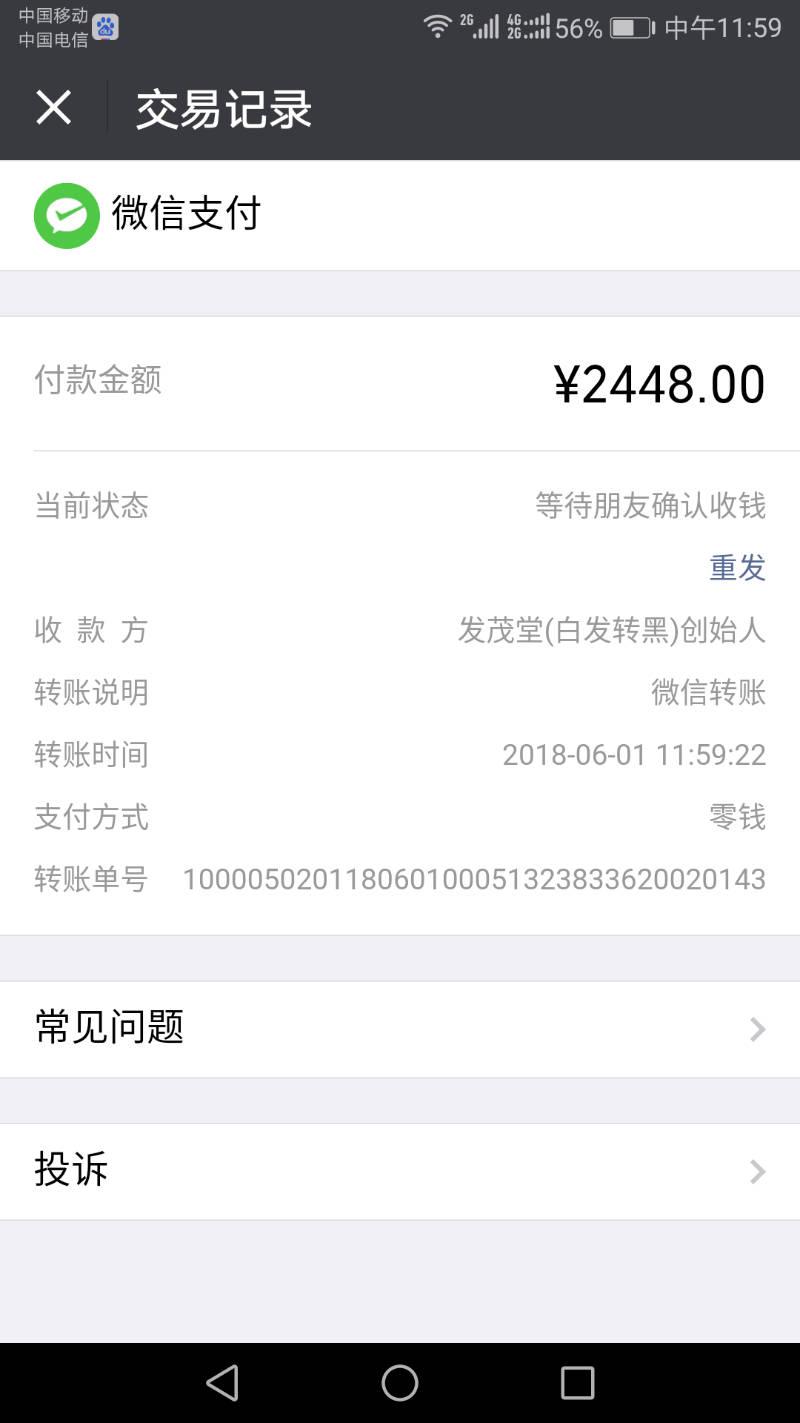 中国移动
中国电信
2G 4G 2G 56% 中午11:59
交易记录
微信支付
付款金额 ¥2448.00
当前状态 等待朋友确认收钱
重发
收款方 发茂堂(白发转黑)创始人
转账说明 微信转账
转账时间 2018-06-01 11:59:22
支付方式 零钱
转账单号 100005020118060100051323833620020143
常见问题
投诉